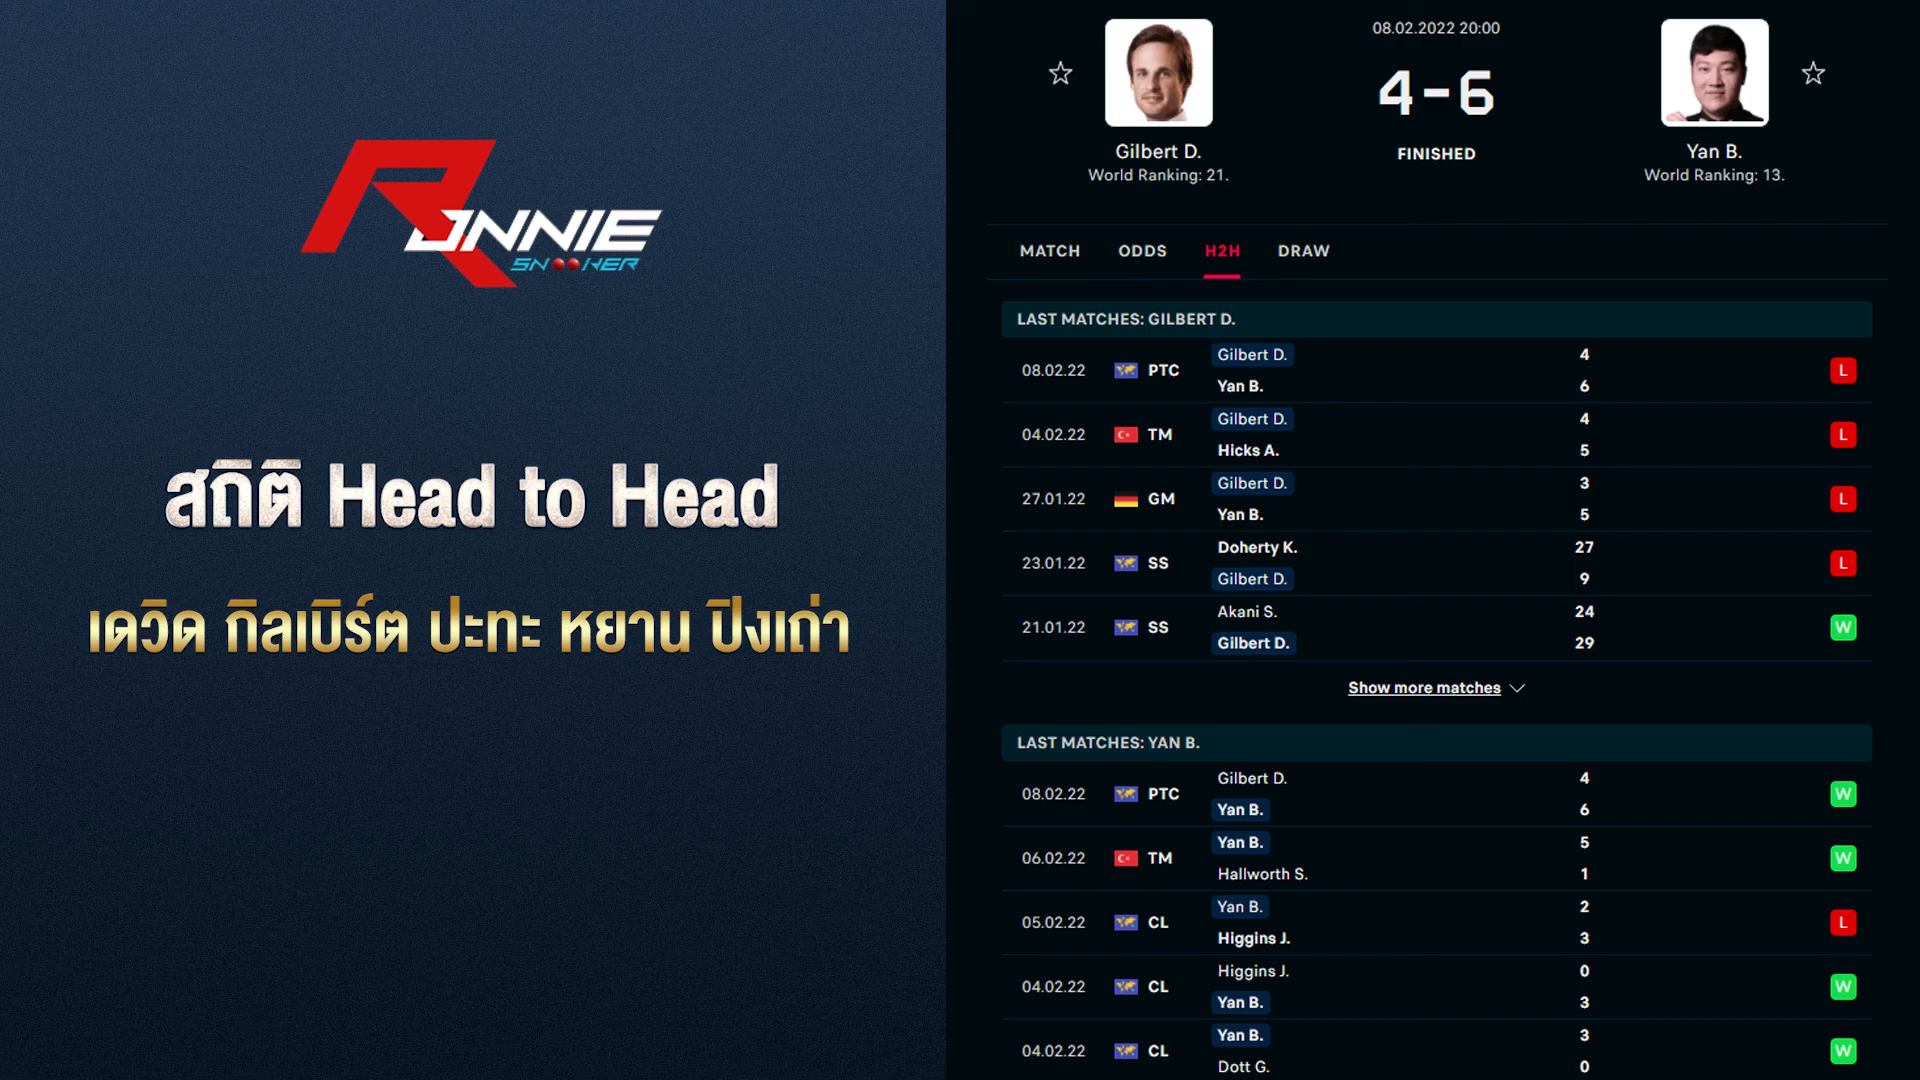 RONNIE
SNOOKER
สถิติ Head to Head
เดวิด กิลเบิร์ต ปะทะ หยาน ปิงเถ่า
08.02.2022 20:00
4-6
FINISHED
Gilbert D.
World Ranking: 21.
Yan B.
World Ranking: 13.
MATCH ODDS H2H DRAW
LAST MATCHES: GILBERT D.
08.02.22 PTC Gilbert D. 4
Yan B. 6 L
04.02.22 TM Gilbert D. 4
Hicks A. 5 L
27.01.22 GM Gilbert D. 3
Yan B. 5 L
23.01.22 SS Doherty K. 27
Gilbert D. 9 L
21.01.22 SS Akani S. 24
Gilbert D. 29 W
Show more matches
LAST MATCHES: YAN B.
08.02.22 PTC Gilbert D. 4
Yan B. 6 W
06.02.22 TM Yan B. 5
Hallworth S. 1 W
05.02.22 CL Yan B. 2
Higgins J. 3 L
04.02.22 CL Higgins J. 0
Yan B. 3 W
04.02.22 CL Yan B. 3
Dott G. 0 W